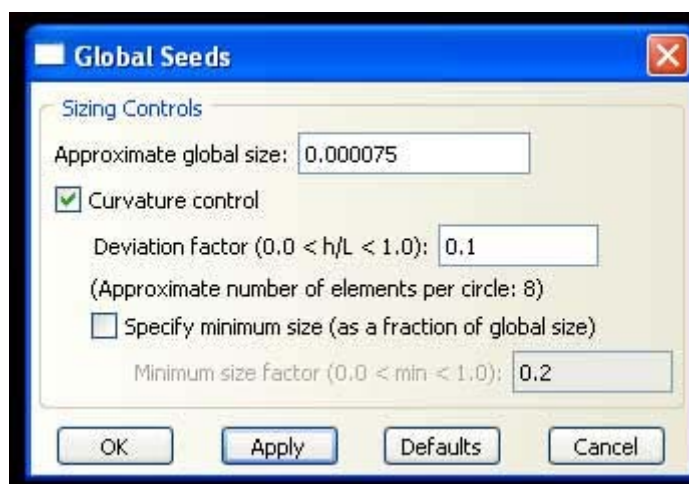 Global Seeds
Sizing Controls
Approximate global size: 0.000075
Curvature control
Deviation factor (0.0 < h/L < 1.0): 0.1
(Approximate number of elements per circle: 8)
Specify minimum size (as a fraction of global size)
Minimum size factor (0.0 < min < 1.0): 0.2
OK Apply Defaults Cancel